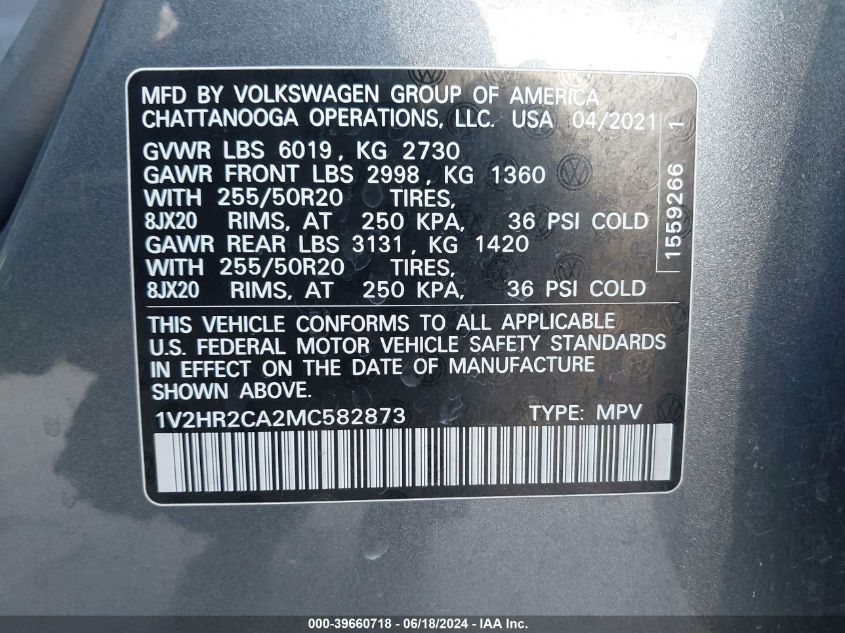 MFD BY VOLKSWAGEN GROUP OF AMERICA
CHATTANOOGA OPERATIONS, LLC. USA 04/2021
GVWR LBS 6019, KG 2730
GAWR FRONT LBS 2998, KG 1360
WITH 255/50R20 TIRES,
8JX20 RIMS, AT 250 KPA, 36 PSI COLD
GAWR REAR LBS 3131, KG 1420
WITH 255/50R20 TIRES,
8JX20 RIMS, AT 250 KPA, 36 PSI COLD
1559266 1
THIS VEHICLE CONFORMS TO ALL APPLICABLE
U.S. FEDERAL MOTOR VEHICLE SAFETY STANDARDS
IN EFFECT ON THE DATE OF MANUFACTURE
SHOWN ABOVE.
1V2HR2CA2MC582873 TYPE: MPV
000-39660718 - 06/18/2024 - IAA Inc.